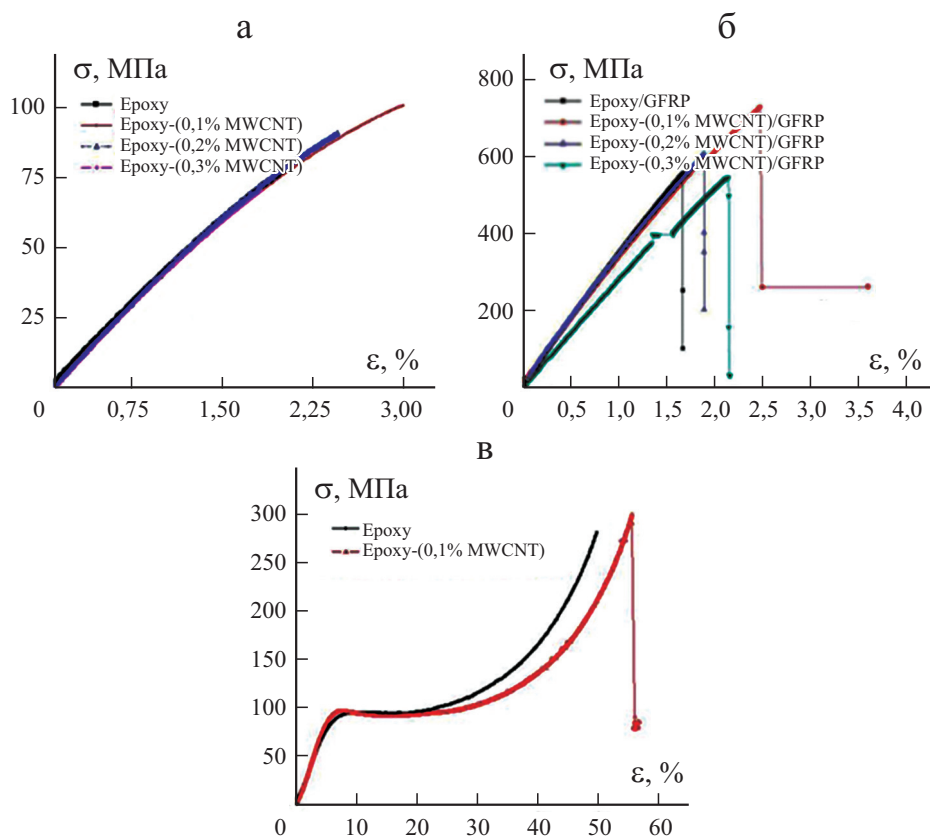 а
σ, МПа
100
75
50
25
0
0,75
1,50
2,25
3,00
ε, %
Epoxy
Epoxy-(0,1% MWCNT)
Epoxy-(0,2% MWCNT)
Epoxy-(0,3% MWCNT)
б
σ, МПа
800
600
400
200
0
0,5
1,0
1,5
2,0
2,5
3,0
3,5
4,0
ε, %
Epoxy/GFRP
Epoxy-(0,1% MWCNT)/GFRP
Epoxy-(0,2% MWCNT)/GFRP
Epoxy-(0,3% MWCNT)/GFRP
в
σ, МПа
300
250
200
150
100
50
0
10
20
30
40
50
60
ε, %
Epoxy
Epoxy-(0,1% MWCNT)